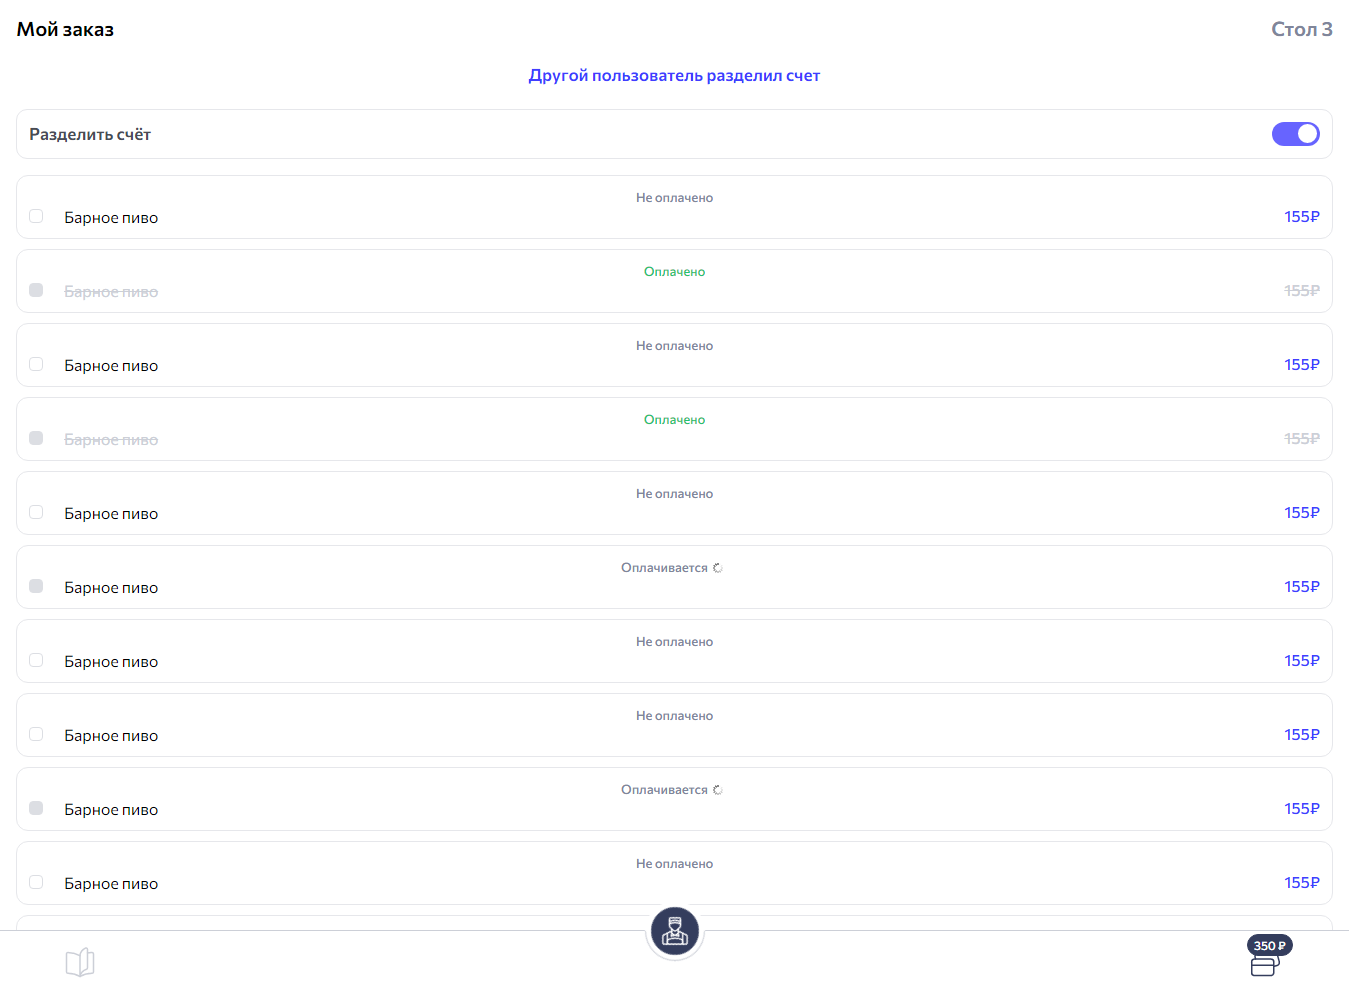 Мой заказ
Стол 3
Другой пользователь разделил счет
Разделить счёт
Не оплачено
Барное пиво
155₽
Оплачено
Барное пиво
155₽
Не оплачено
Барное пиво
155₽
Оплачено
Барное пиво
155₽
Не оплачено
Барное пиво
155₽
Оплачивается
Барное пиво
155₽
Не оплачено
Барное пиво
155₽
Не оплачено
Барное пиво
155₽
Оплачивается
Барное пиво
155₽
Не оплачено
Барное пиво
155₽
350 ₽